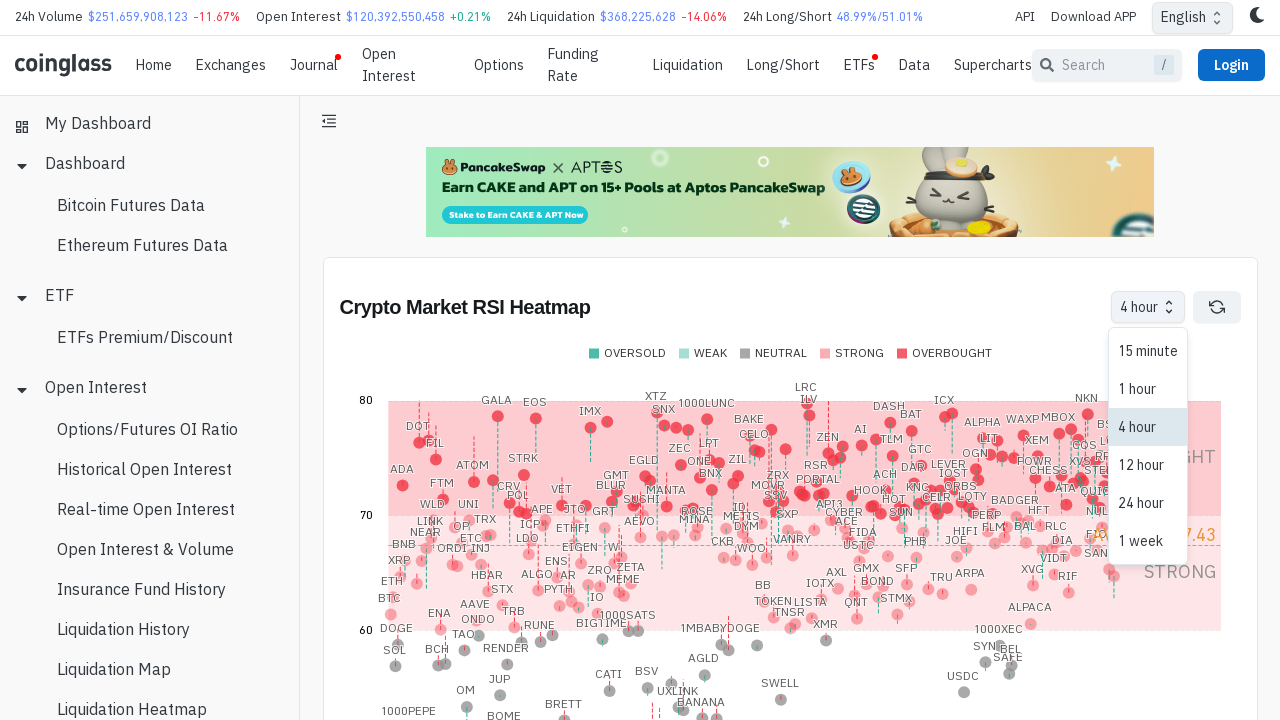 24h Volume $251,659,908,123 -11.67% Open Interest $120,392,550,458 +0.21% 24h Liquidation $368,225,628 -14.06% 24h Long/Short 48.99%/51.01% API Download APP English
coinglass Home Exchanges Journal Open Interest Options Funding Rate Liquidation Long/Short ETFs Data Supercharts Search / Login
My Dashboard
Dashboard
Bitcoin Futures Data
Ethereum Futures Data
ETF
ETFs Premium/Discount
Open Interest
Options/Futures OI Ratio
Historical Open Interest
Real-time Open Interest
Open Interest & Volume
Insurance Fund History
Liquidation History
Liquidation Map
Liquidation Heatmap
PancakeSwap × APTOS
Earn CAKE and APT on 15+ Pools at Aptos PancakeSwap
Stake to Earn CAKE & APT Now
Crypto Market RSI Heatmap
4 hour
15 minute
1 hour
4 hour
12 hour
24 hour
1 week
OVERSOLD WEAK NEUTRAL STRONG OVERBOUGHT
80
70
60
LRC
ILV
XTZ
SNX
1000LUNC
GALA
EOS
IMX
DOT
FIL
BAKE
CELO
DASH
BAT
ICX
NKN
ALPHA
WAXP
MBOX
ZEN
AI
TLM
GTC
LIT
XEM
CQS
ZEC
LPT
ADA
ATOM
STRK
EGLD
ONE
ZIL
RSR
OGN
POWR
XVS
FTM
CRV
GMT
BLUR
BNX
ZRX
PORTAL
ACH
DAR
LEVER
IOST
CHESS
WLD
UNI
POL
VET
SUSHI
MANTA
MOVR
SSV
HOOK
HOT
KNC
CELR
ORBS
LQTY
BADGER
ATA
LINK
NEAR
OP
TRX
APE
JTO
GRT
AEVO
ROSE
MINA
ID
METIS
DYM
SXP
API3
CYBER
ACE
SUN
PERP
HFT
BNB
ORDI
ETC
INJ
ICP
LDO
ETHFI
EIGEN
CKB
WOO
VANRY
FIDA
USTC
PHB
HIFI
JOE
FLM
BAL
RLC
DIA
VIDT
XRP
HBAR
ALGO
ENS
AR
ZRO
ZETA
MEME
BB
AXL
GMX
SFP
TRU
ARPA
XVG
RIF
ETH
STX
PYTH
IO
TOKEN
IOTX
BOND
BTC
AAVE
TRB
1000SATS
TNSR
LISTA
QNT
STMX
ALPACA
ENA
ONDO
DOGE
TAO
RUNE
BIGTIME
1MBABYDOGE
XMR
1000XEC
SOL
BCH
RENDER
AGLD
SYN
BEL
SAFE
JUP
CATI
BSV
UXLINK
SWELL
USDC
OM
BRETT
BANANA
1000PEPE
BOME
STRONG